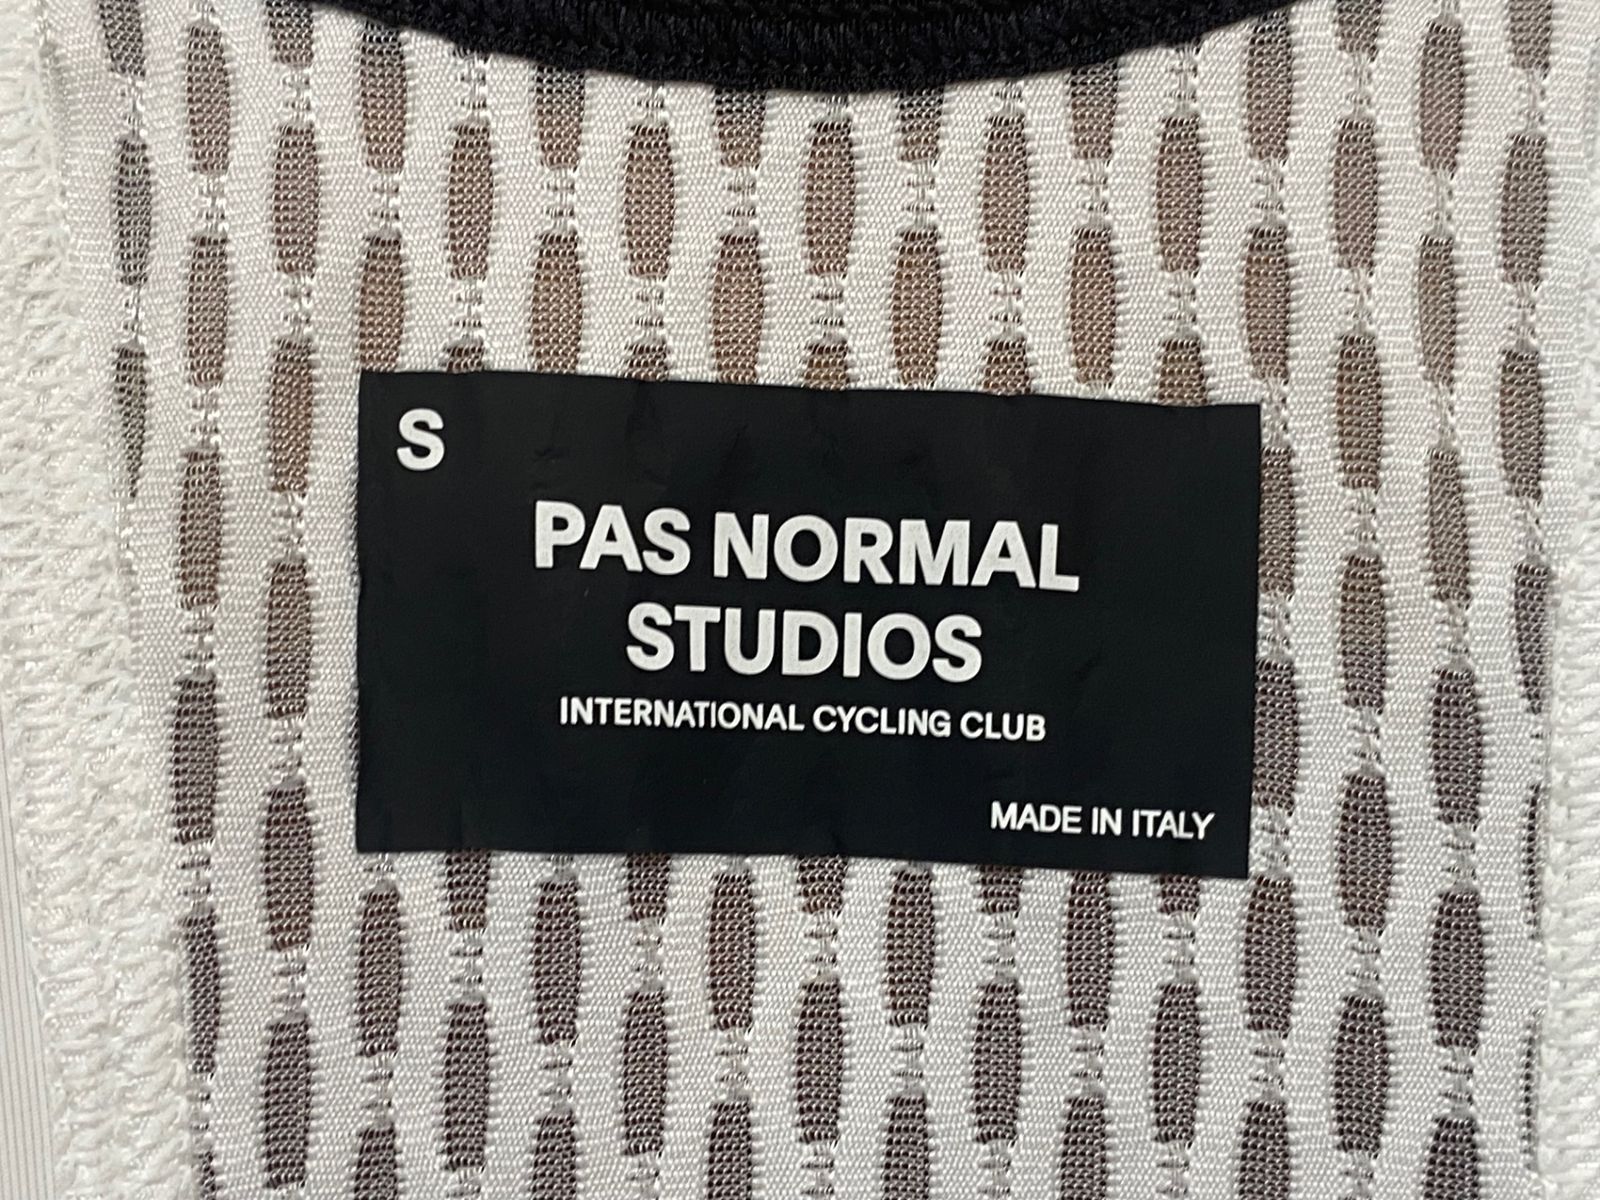 S
PAS NORMAL
STUDIOS
INTERNATIONAL CYCLING CLUB
MADE IN ITALY